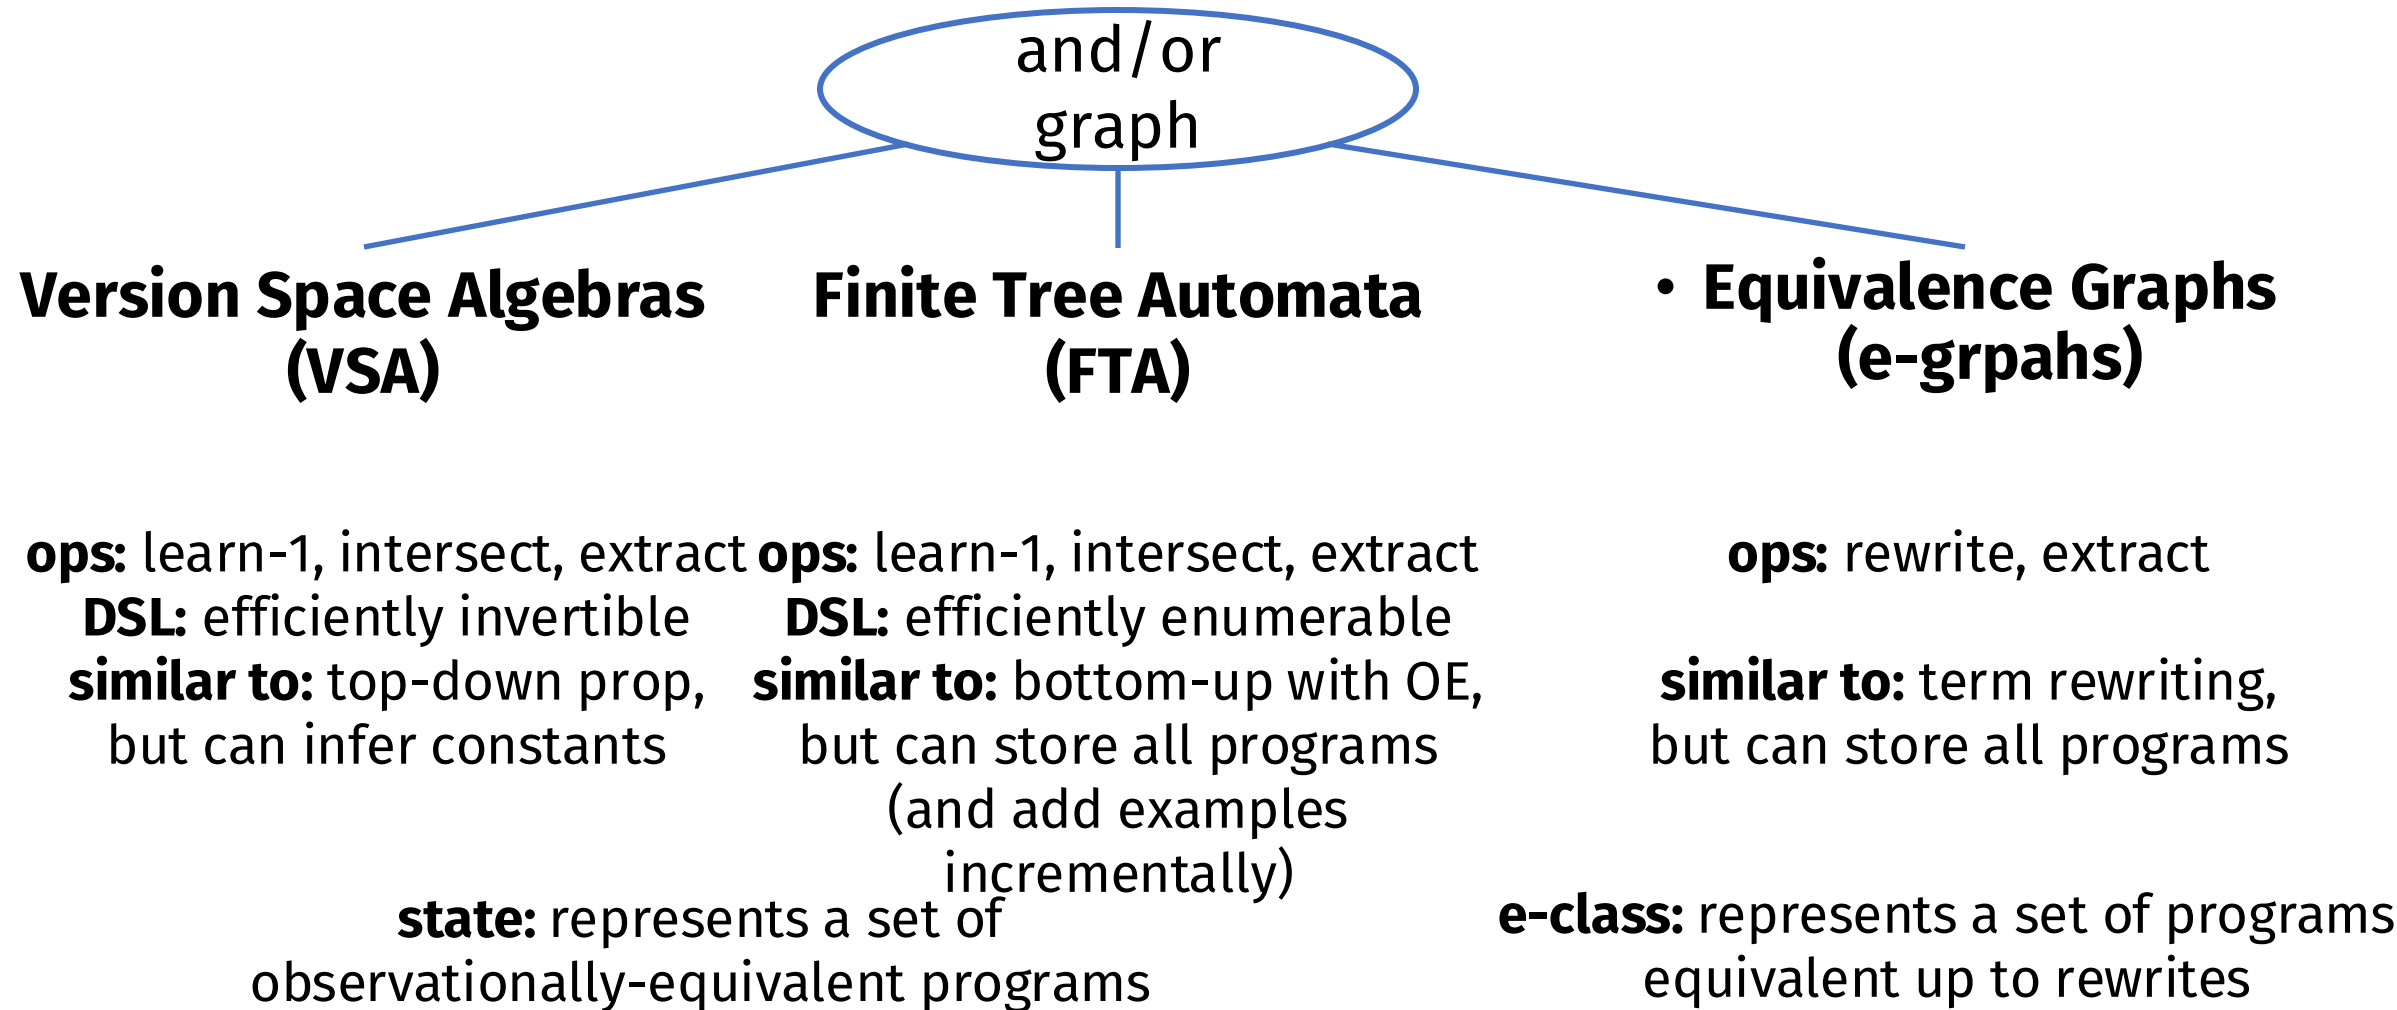 and/or
graph
Version Space Algebras
(VSA)
Finite Tree Automata
(FTA)
• Equivalence Graphs
(e-grpahs)
ops: learn-1, intersect, extract
DSL: efficiently invertible
similar to: top-down prop,
but can infer constants
ops: learn-1, intersect, extract
DSL: efficiently enumerable
similar to: bottom-up with OE,
but can store all programs
(and add examples
incrementally)
ops: rewrite, extract
similar to: term rewriting,
but can store all programs
state: represents a set of
observationally-equivalent programs
e-class: represents a set of programs
equivalent up to rewrites